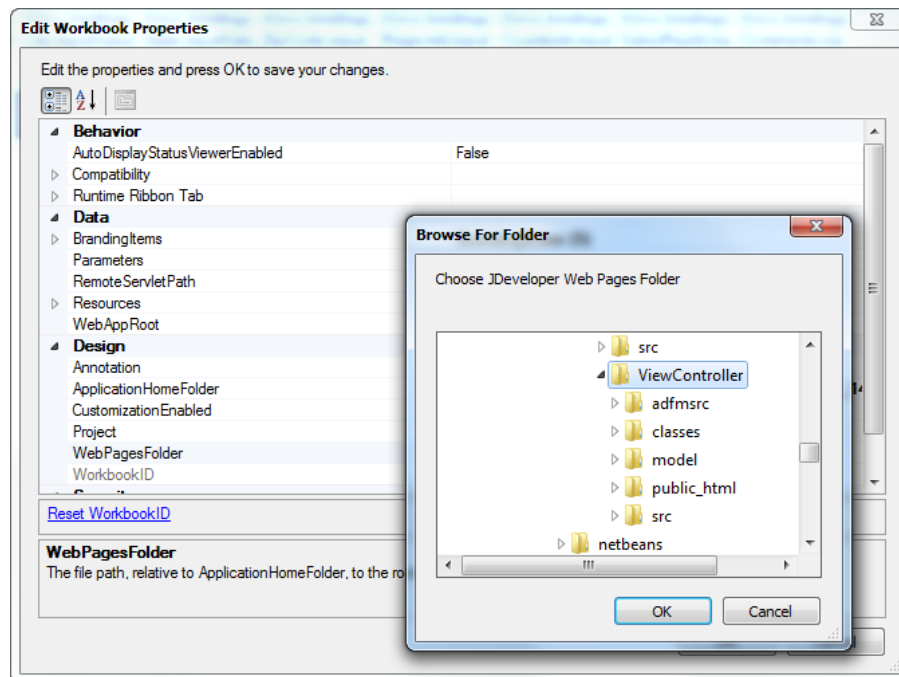 Edit Workbook Properties
Edit the properties and press OK to save your changes.
Behavior
AutoDisplayStatusViewerEnabled False
Compatibility
Runtime Ribbon Tab
Data
BrandingItems
Parameters
RemoteServletPath
Resources
WebAppRoot
Design
Annotation
ApplicationHomeFolder
CustomizationEnabled
Project
WebPagesFolder
WorkbookID
Reset WorkbookID
WebPagesFolder
The file path, relative to ApplicationHomeFolder, to the ro
Browse For Folder
Choose JDeveloper Web Pages Folder
src
ViewController
adfmsrc
classes
model
public_html
src
netbeans
OK Cancel